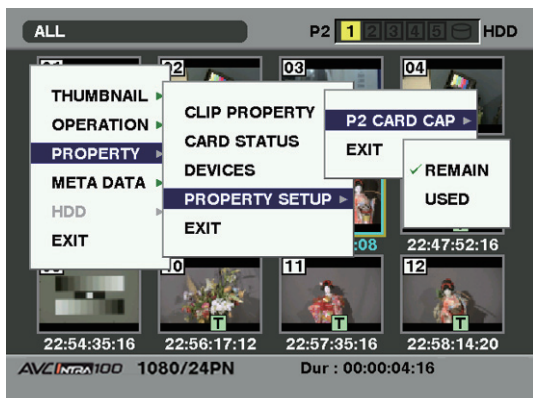 ALL
P2 1 2 3 4 5 HDD
02 03 04
THUMBNAIL
OPERATION
PROPERTY
META DATA
HDD
EXIT
CLIP PROPERTY
CARD STATUS
DEVICES
PROPERTY SETUP
EXIT
P2 CARD CAP
EXIT
✓ REMAIN
USED
:08 22:47:52:16
10 11 12
T T T
22:54:35:16 22:56:17:12 22:57:35:16 22:58:14:20
AVC INTRA 100 1080/24PN Dur : 00:00:04:16